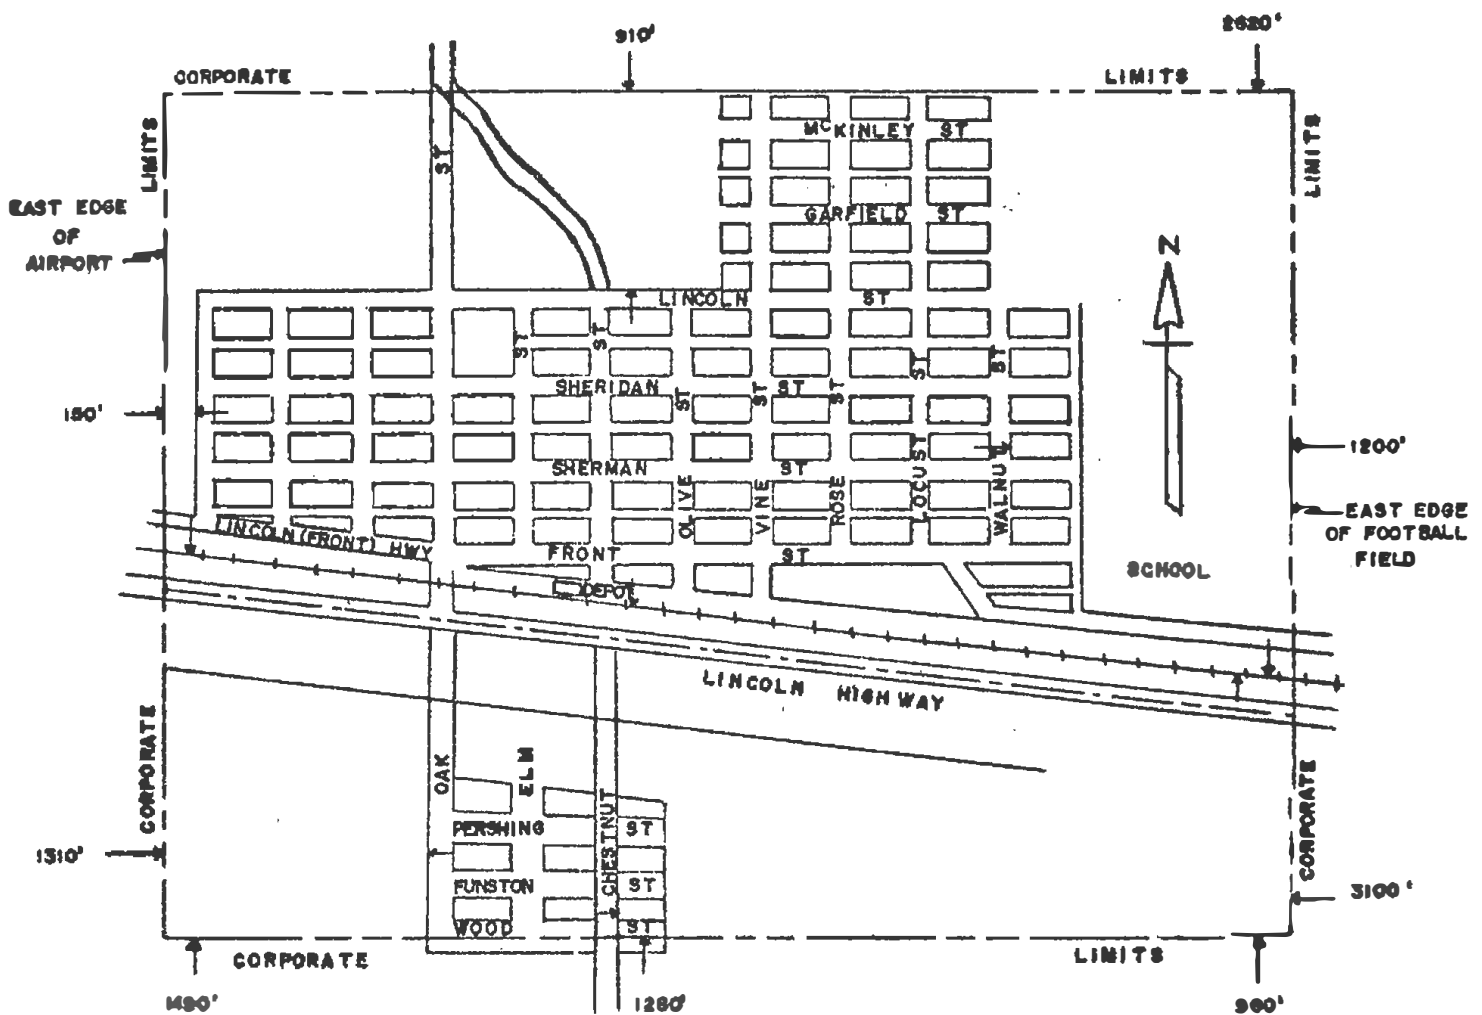 910'
2620'
CORPORATE
LIMITS
LIMITS
LIMITS
McKINLEY ST
ST
EAST EDGE
OF
AIRPORT
GARFIELD ST
N
LINCOLN ST
ST
ST
ST
ST
SHERIDAN ST
ST
ST
ST
150'
1200'
SHERMAN ST
OLIVE
VINE
ROSE
LOCUST
WALNUT
EAST EDGE
OF FOOTBALL
FIELD
LINCOLN (FRONT) HWY
FRONT ST
DEPOT
SCHOOL
LINCOLN HIGHWAY
CORPORATE
OAK
ELM
CHESTNUT
CORPORATE
PERSHING ST
1310'
FUNSTON ST
3100'
WOOD ST
CORPORATE
LIMITS
1490'
1260'
960'